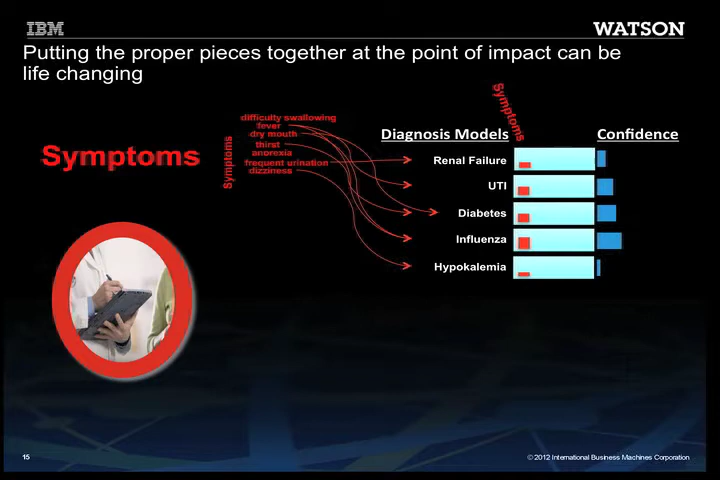 IBM
WATSON
Putting the proper pieces together at the point of impact can be
life changing
Symptoms
Symptoms
difficulty swallowing
fever
dry mouth
thirst
anorexia
frequent urination
dizziness
Symptoms
Diagnosis Models
Confidence
Renal Failure
UTI
Diabetes
Influenza
Hypokalemia
15
© 2012 International Business Machines Corporation